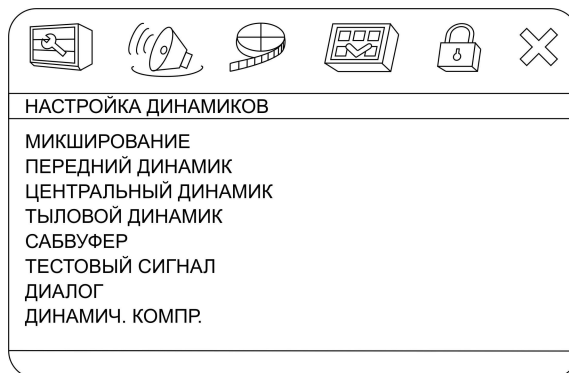 НАСТРОЙКА ДИНАМИКОВ
МИКШИРОВАНИЕ
ПЕРЕДНИЙ ДИНАМИК
ЦЕНТРАЛЬНЫЙ ДИНАМИК
ТЫЛОВОЙ ДИНАМИК
САБВУФЕР
ТЕСТОВЫЙ СИГНАЛ
ДИАЛОГ
ДИНАМИЧ. КОМПР.